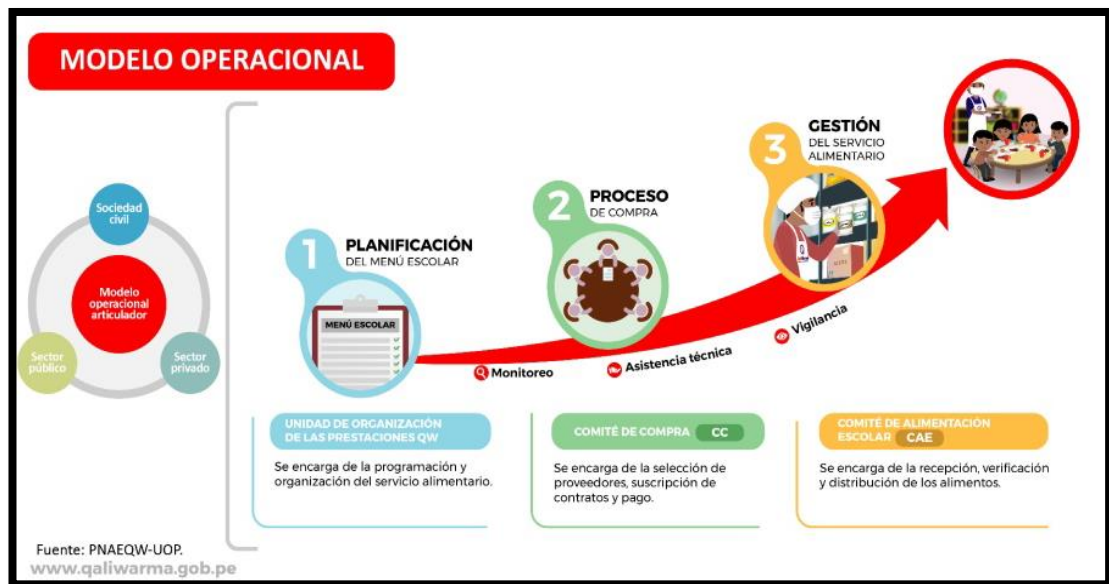 MODELO OPERACIONAL
Sociedad
civil
Modelo
operacional
articulador
Sector
público
Sector
privado
1
PLANIFICACIÓN
DEL MENÚ ESCOLAR
MENÚ ESCOLAR
2
PROCESO
DE COMPRA
3
GESTIÓN
DEL SERVICIO
ALIMENTARIO
Monitoreo
Asistencia técnica
Vigilancia
UNIDAD DE ORGANIZACIÓN
DE LAS PRESTACIONES QW
Se encarga de la programación y
organización del servicio alimentario.
COMITÉ DE COMPRA CC
Se encarga de la selección de
proveedores, suscripción de
contratos y pago.
COMITÉ DE ALIMENTACIÓN
ESCOLAR CAE
Se encarga de la recepción, verificación
y distribución de los alimentos.
Fuente: PNAEQW-UOP.
www.qaliwarma.gob.pe